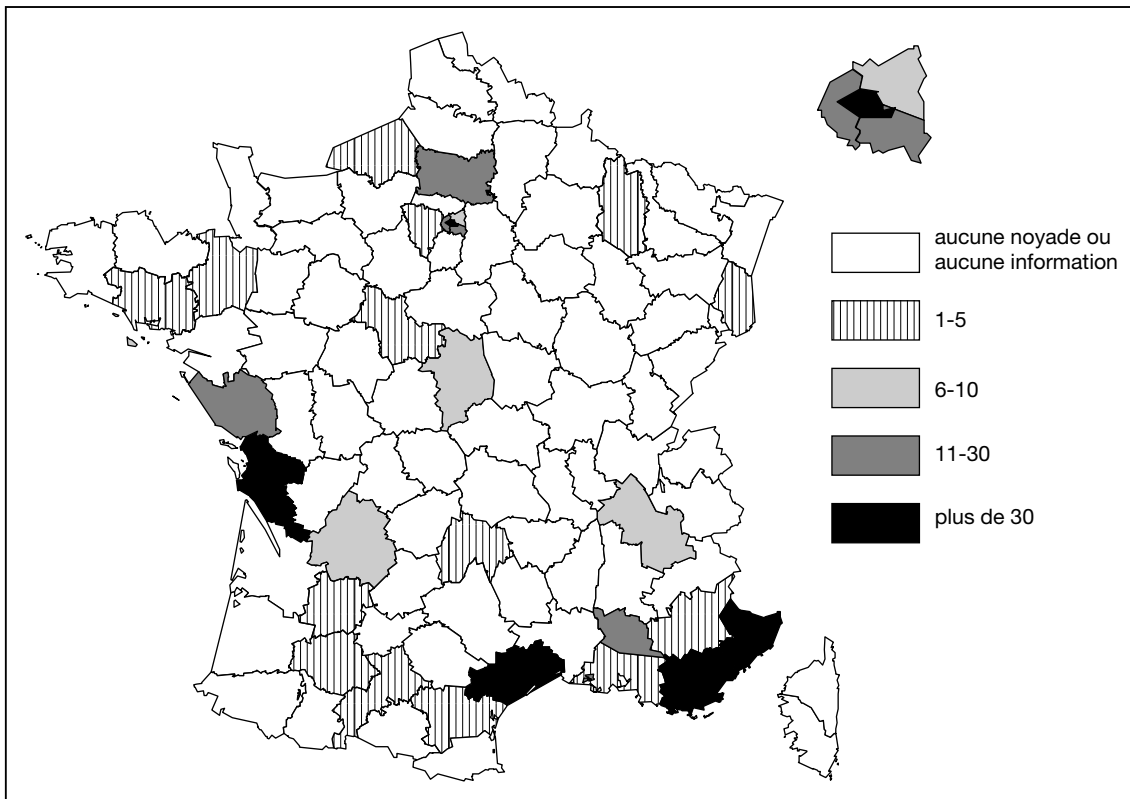 aucune noyade ou
aucune information
1-5
6-10
11-30
plus de 30